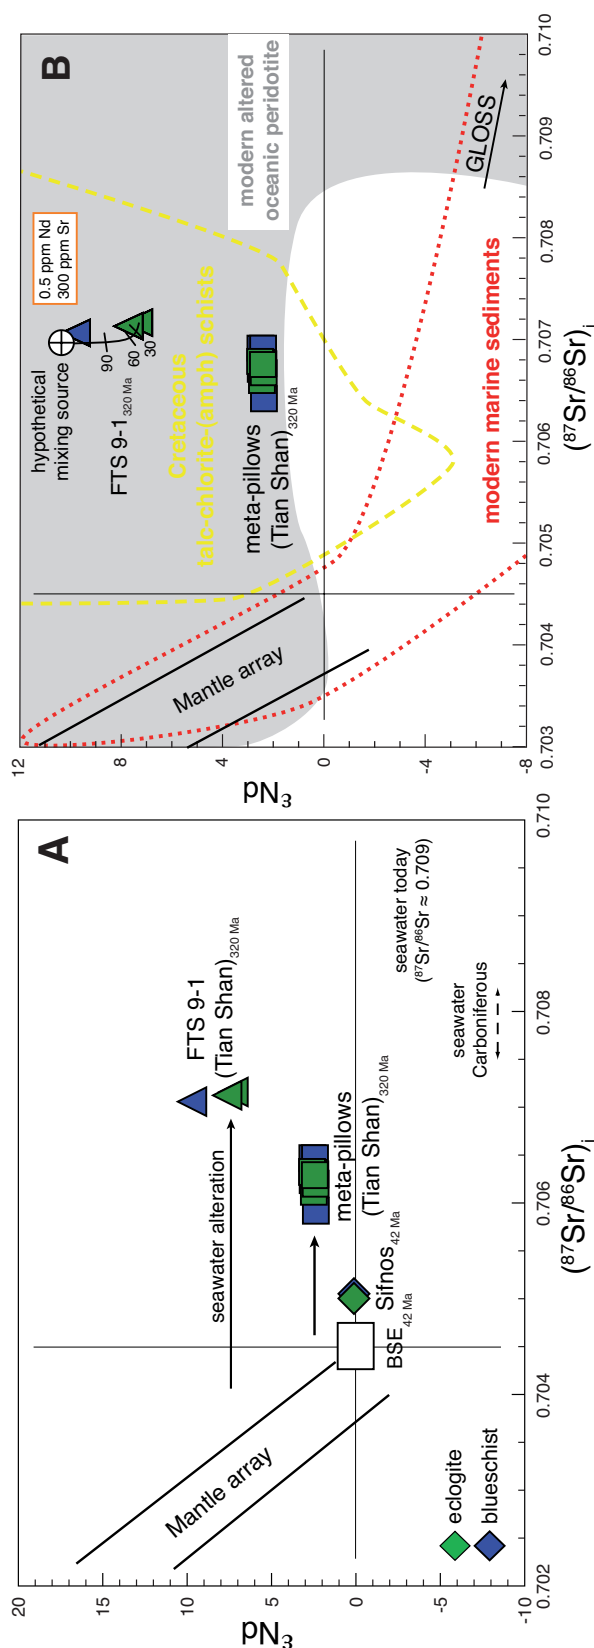 A
20
15
10
5
0
-5
-10
εNd
0.702
0.704
0.706
0.708
0.710
(87Sr/86Sr)i
Mantle array
seawater alteration
FTS 9-1
(Tian Shan)320 Ma
meta-pillows
(Tian Shan)320 Ma
Sifnos42 Ma
BSE42 Ma
seawater today
(87Sr/86Sr ≈ 0.709)
seawater
Carboniferous
eclogite
blueschist
B
12
8
4
0
-4
-8
εNd
0.703
0.704
0.705
0.706
0.707
0.708
0.709
0.710
(87Sr/86Sr)i
Mantle array
hypothetical
mixing source
0.5 ppm Nd
300 ppm Sr
90
60
30
FTS 9-1320 Ma
Cretaceous
talc-chlorite-(amph) schists
meta-pillows
(Tian Shan)320 Ma
modern altered
oceanic peridotite
modern marine sediments
GLOSS